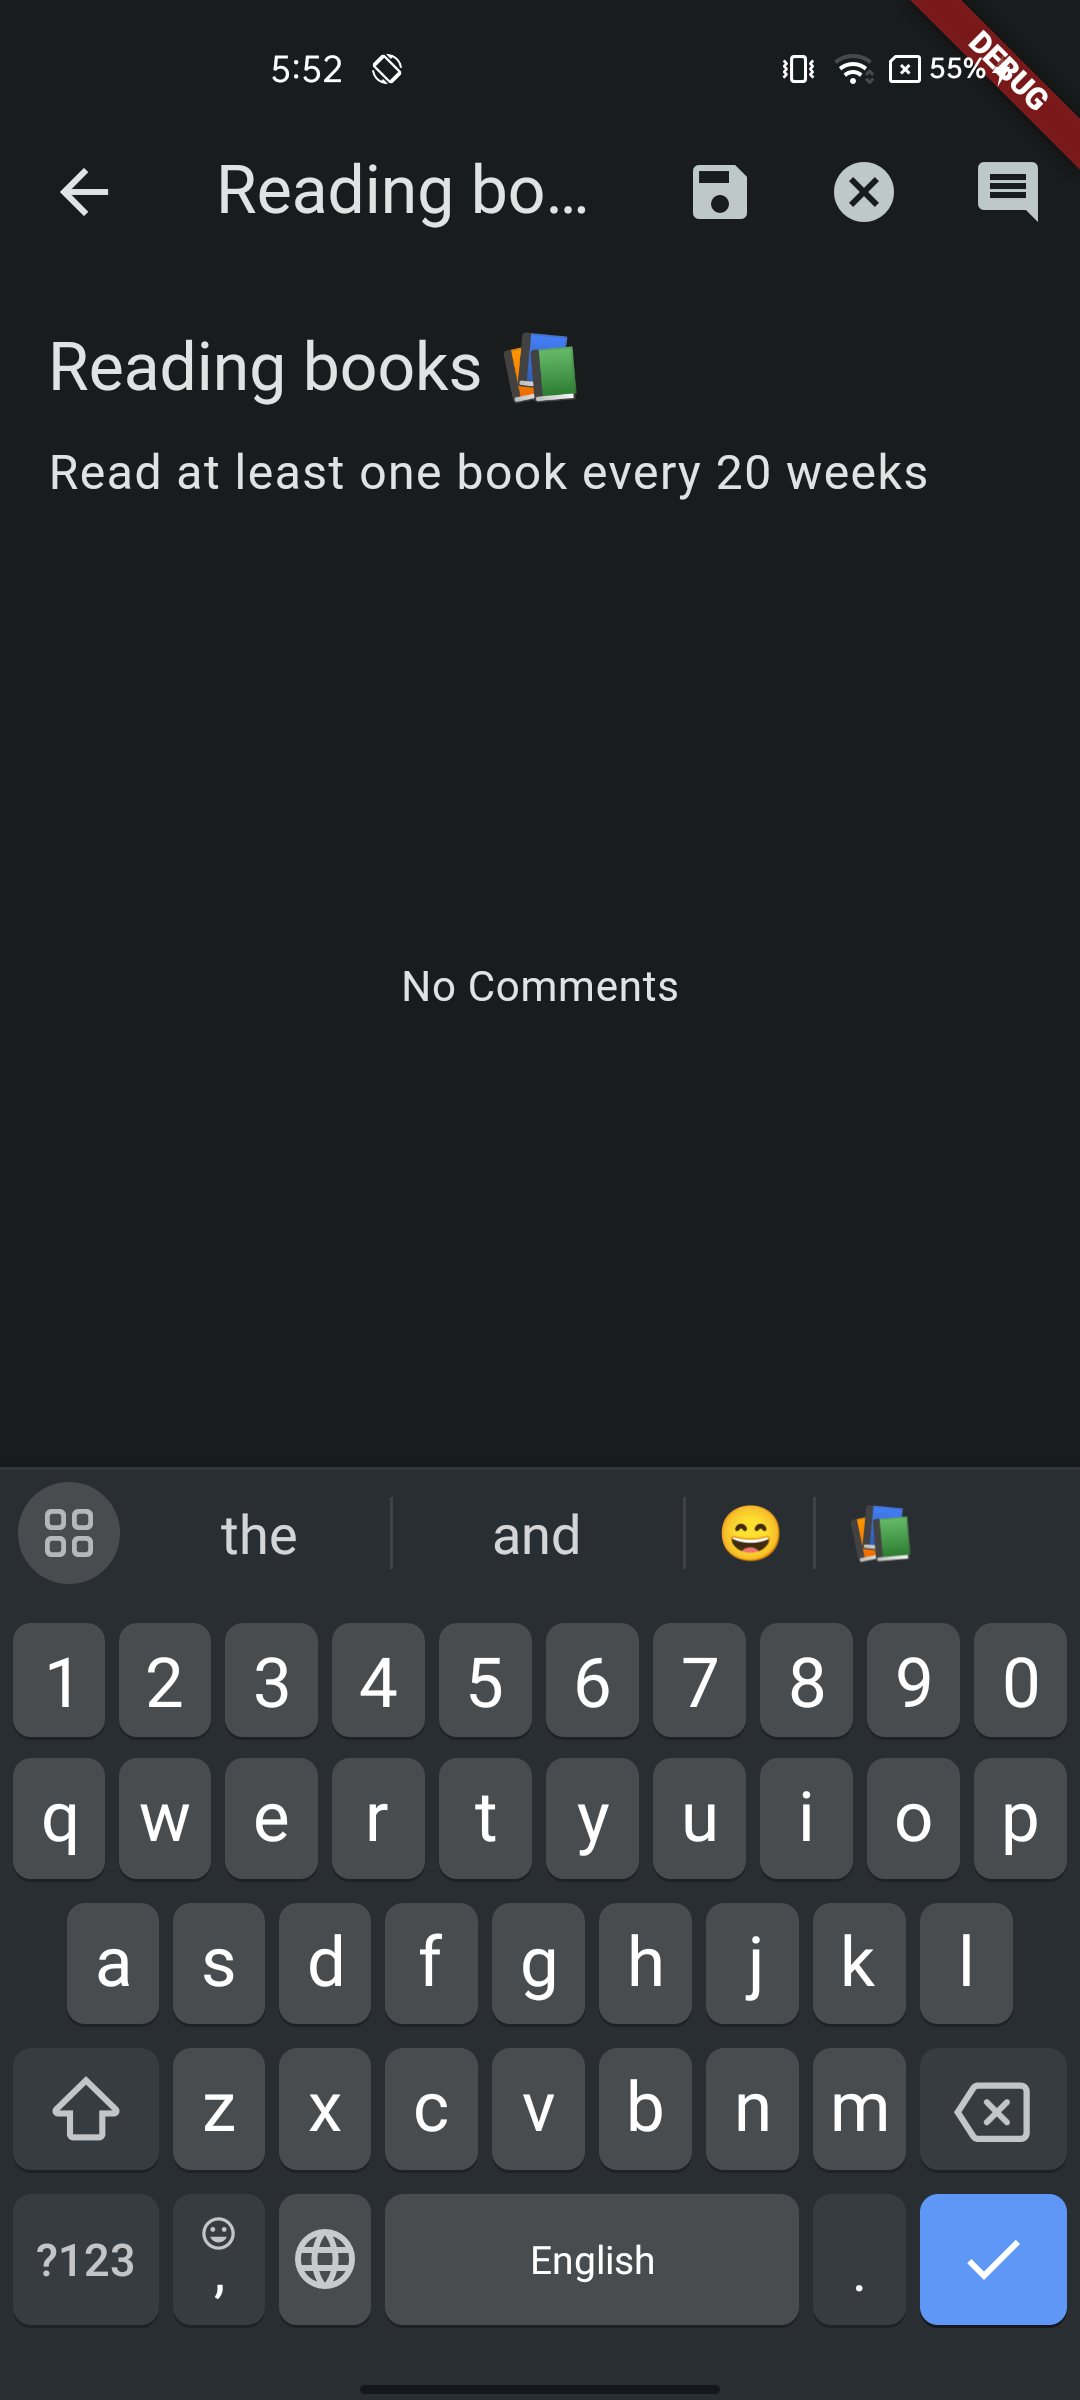 5:52 55% DEBUG
Reading bo...
Reading books 📚
Read at least one book every 20 weeks
No Comments
the and 😄 📚
1 2 3 4 5 6 7 8 9 0
q w e r t y u i o p
a s d f g h j k l
z x c v b n m
?123 , English .